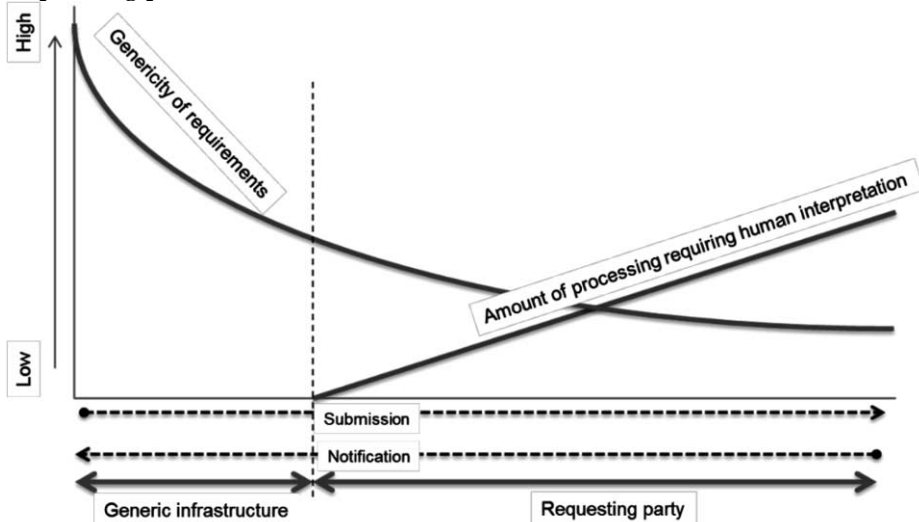 High
Genericity of
requirements
Amount of processing requiring human interpretation
Low
Submission
Notification
Generic infrastructure
Requesting party